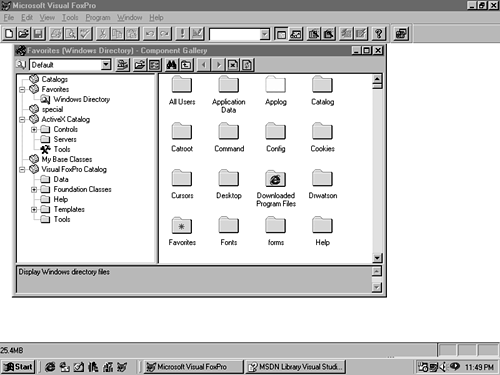 Microsoft Visual FoxPro
File Edit View Tools Program Window Help
Favorites (Windows Directory) - Component Gallery
Default
Catalogs
Favorites
Windows Directory
special
ActiveX Catalog
Controls
Servers
Tools
My Base Classes
Visual FoxPro Catalog
Data
Foundation Classes
Help
Templates
Tools
All Users
Application Data
Applog
Catalog
Catroot
Command
Config
Cookies
Cursors
Desktop
Downloaded Program Files
Drwatson
Favorites
Fonts
forms
Help
Display Windows directory files
25.4MB
Start
Microsoft Visual FoxPro
MSDN Library Visual Studi...
11:49 PM